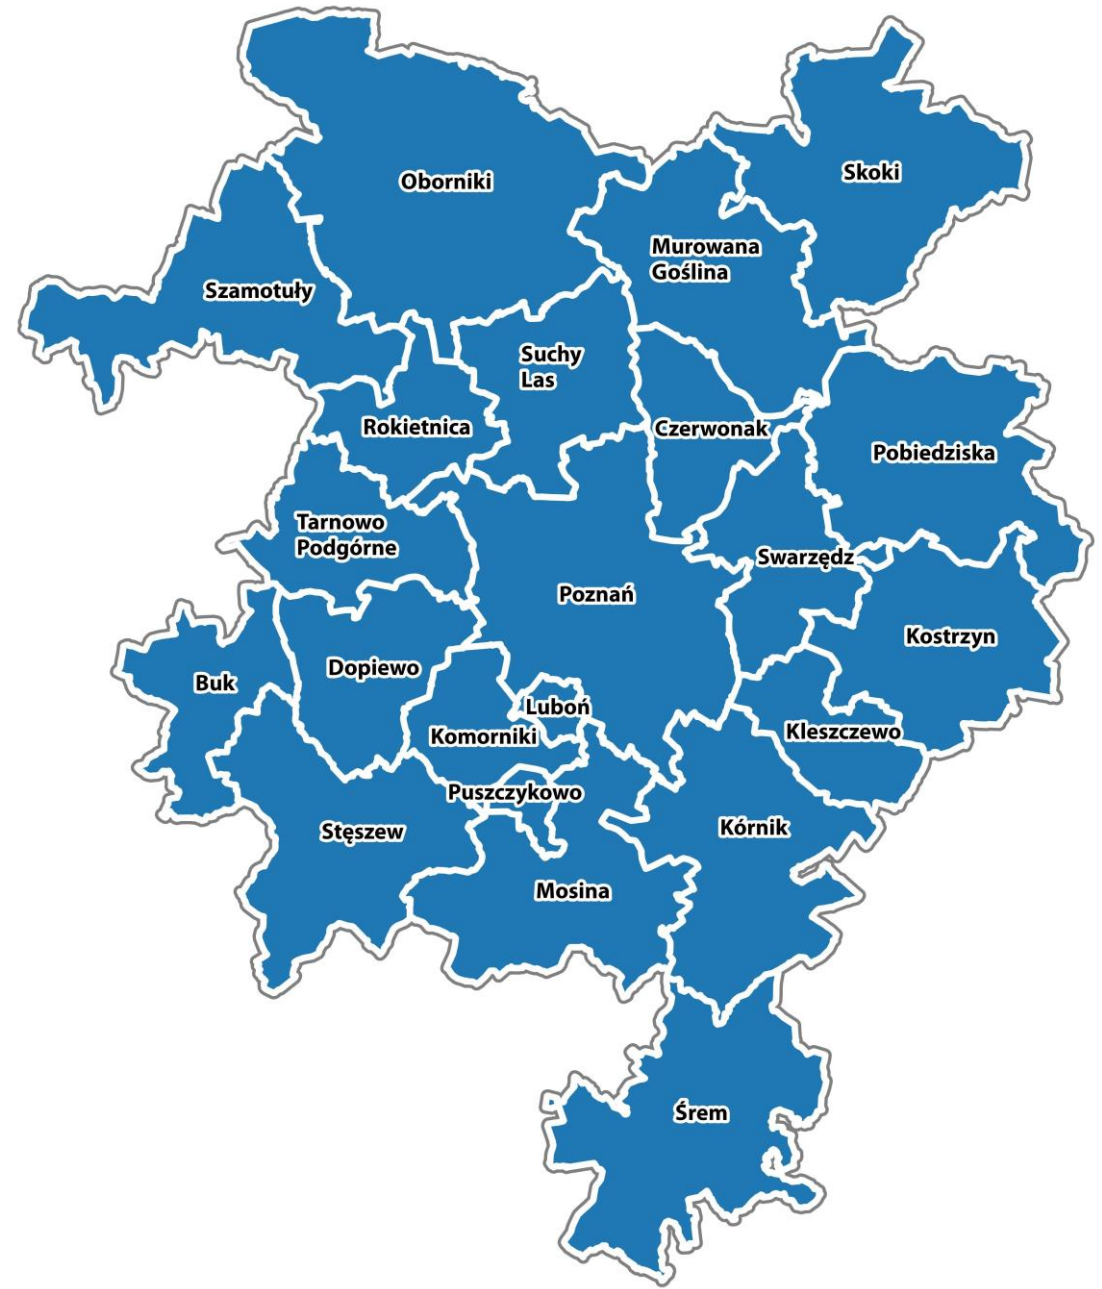 Oborniki
Skoki
Murowana
Goślina
Szamotuły
Suchy
Las
Rokietnica
Czerwonak
Pobiedziska
Tarnowo
Podgórne
Swarzędz
Poznań
Kostrzyn
Dopiewo
Buk
Luboń
Komorniki
Kleszczewo
Puszczykowo
Stęszew
Kórnik
Mosina
Śrem